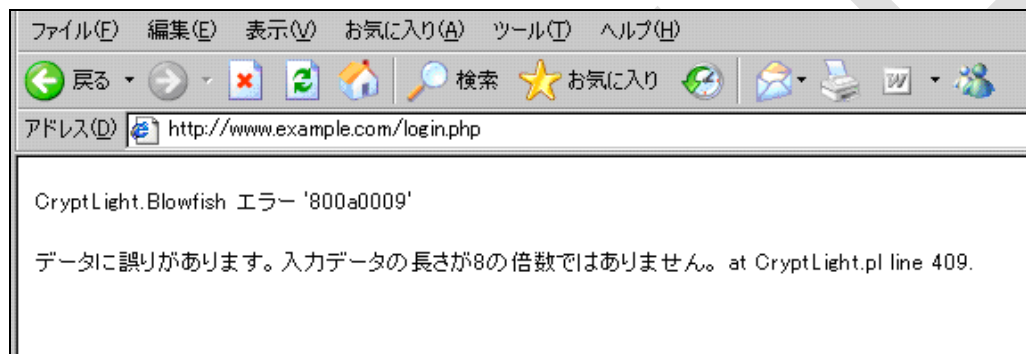 ファイル(F) 編集(E) 表示(V) お気に入り(A) ツール(T) ヘルプ(H)
戻る 検索 お気に入り
アドレス(D) http://www.example.com/login.php
CryptLight.Blowfish エラー '800a0009'
データに誤りがあります。入力データの長さが8の倍数ではありません。at CryptLight.pl line 409.